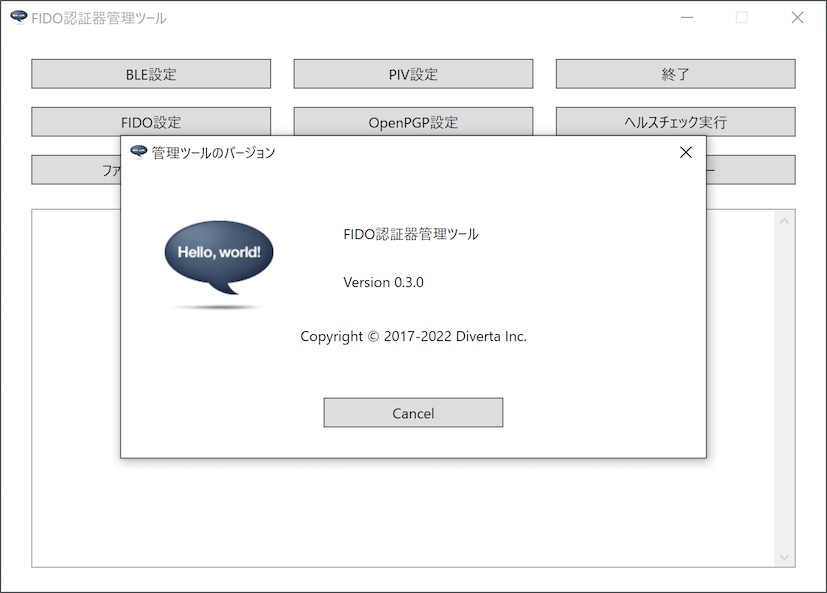 FIDO認証器管理ツール
BLE設定
PIV設定
終了
FIDO設定
OpenPGP設定
ヘルスチェック実行
ファ
ー
管理ツールのバージョン
Hello, world!
FIDO認証器管理ツール
Version 0.3.0
Copyright © 2017-2022 Diverta Inc.
Cancel